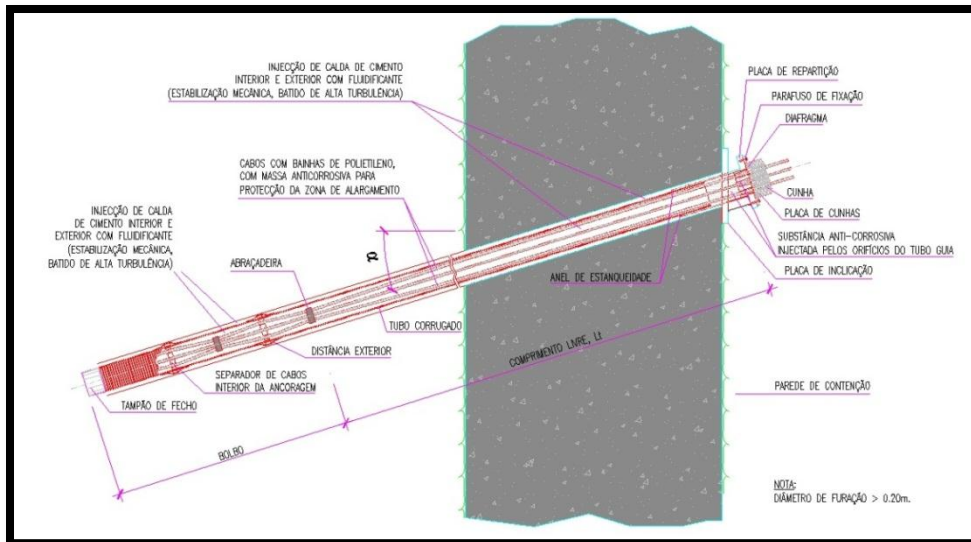 INJECÇÃO DE CALDA DE CIMENTO
INTERIOR E EXTERIOR COM FLUIDIFICANTE
(ESTABILIZAÇÃO MECÂNICA, BATIDO DE ALTA TURBULÊNCIA)
PLACA DE REPARTIÇÃO
PARAFUSO DE FIXAÇÃO
DIAFRAGMA
CABOS COM BAINHAS DE POLIETILENO,
COM MASSA ANTICORROSIVA PARA
PROTECÇÃO DA ZONA DE ALARGAMENTO
CUNHA
PLACA DE CUNHAS
INJECÇÃO DE CALDA
DE CIMENTO INTERIOR E
EXTERIOR COM FLUIDIFICANTE
(ESTABILIZAÇÃO MECÂNICA,
BATIDO DE ALTA TURBULÊNCIA)
SUBSTÂNCIA ANTI-CORROSIVA
INJECTADA PELOS ORIFÍCIOS DO TUBO GUIA
α
ABRAÇADEIRA
ANEL DE ESTANQUEIDADE
PLACA DE INCLICAÇÃO
TUBO CORRUGADO
DISTÂNCIA EXTERIOR
COMPRIMENTO LIVRE, Lt
SEPARADOR DE CABOS
INTERIOR DA ANCORAGEM
PAREDE DE CONTENÇÃO
TAMPÃO DE FECHO
BOLBO
NOTA:
DIÂMETRO DE FURAÇÃO > 0.20m.